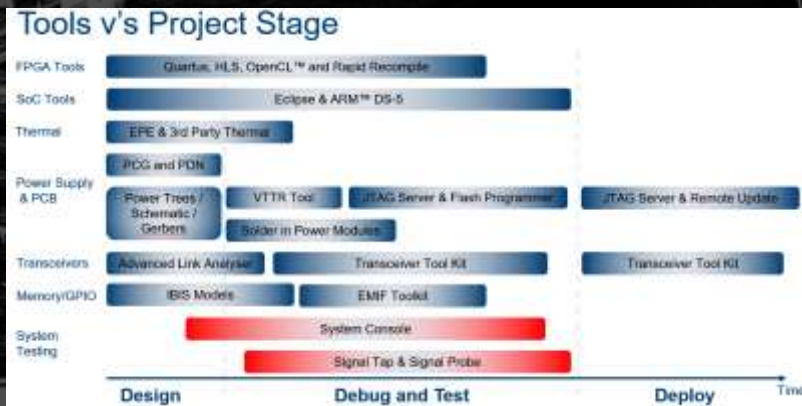 Tools v's Project Stage
FPGA Tools
Quartus, HLS, OpenCL™ and Rapid Recompile
SoC Tools
Eclipse & ARM™ DS-5
Thermal
EPE & 3rd Party Thermal
PCG and PDN
Power Supply
& PCB
Power Trees /
Schematic /
Gerbers
VTTR Tool
JTAG Server & Flash Programmer
JTAG Server & Remote Update
Solder in Power Modules
Transceivers
Advanced Link Analyser
Transceiver Tool Kit
Transceiver Tool Kit
Memory/GPIO
IBIS Models
EMIF Toolkit
System
Testing
System Console
Signal Tap & Signal Probe
Design
Debug and Test
Deploy
Time